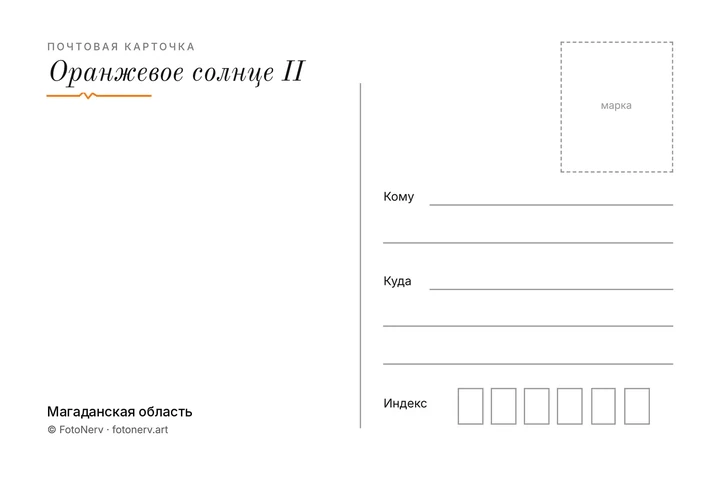 ПОЧТОВАЯ КАРТОЧКА
Оранжевое солнце II
марка
Кому
Куда
Индекс
Магаданская область
© FotoNerv · fotonerv.art